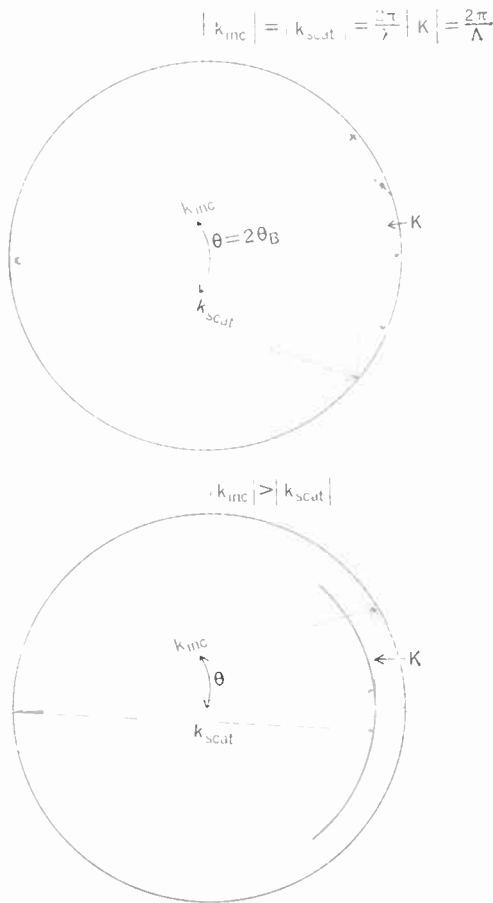 |k_inc| = |k_scat| = 2π/λ |K| = 2π/Λ
k_inc
K
θ = 2θ_B
k_scat
|k_inc| > |k_scat|
k_inc
K
θ
k_scat